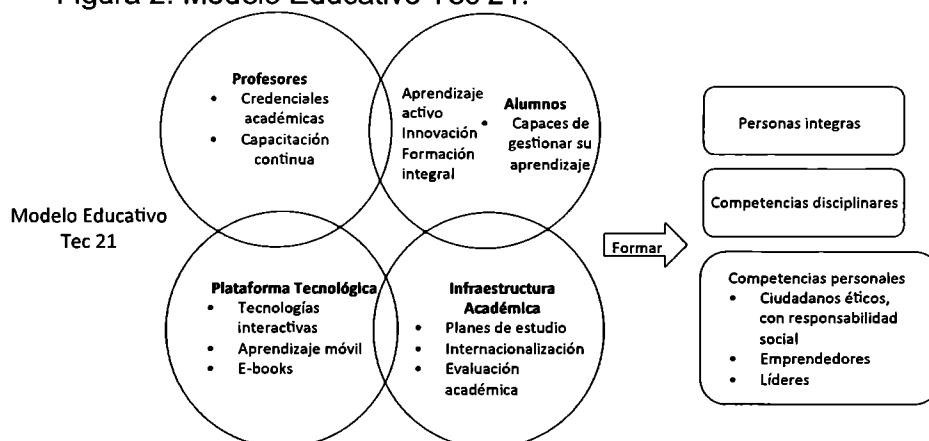 Figura 2. Modelo Educativo Tec 21.
Profesores
• Credenciales
académicas
• Capacitación
continua
Aprendizaje
activo
Innovación
Formación
integral
Alumnos
• Capaces de
gestionar su
aprendizaje
Modelo Educativo
Tec 21
Plataforma Tecnológica
• Tecnologías
interactivas
• Aprendizaje móvil
• E-books
Infraestructura
Académica
• Planes de estudio
• Internacionalización
• Evaluación
académica
Formar
Personas integras
Competencias disciplinares
Competencias personales
• Ciudadanos éticos,
con responsabilidad
social
• Emprendedores
• Líderes